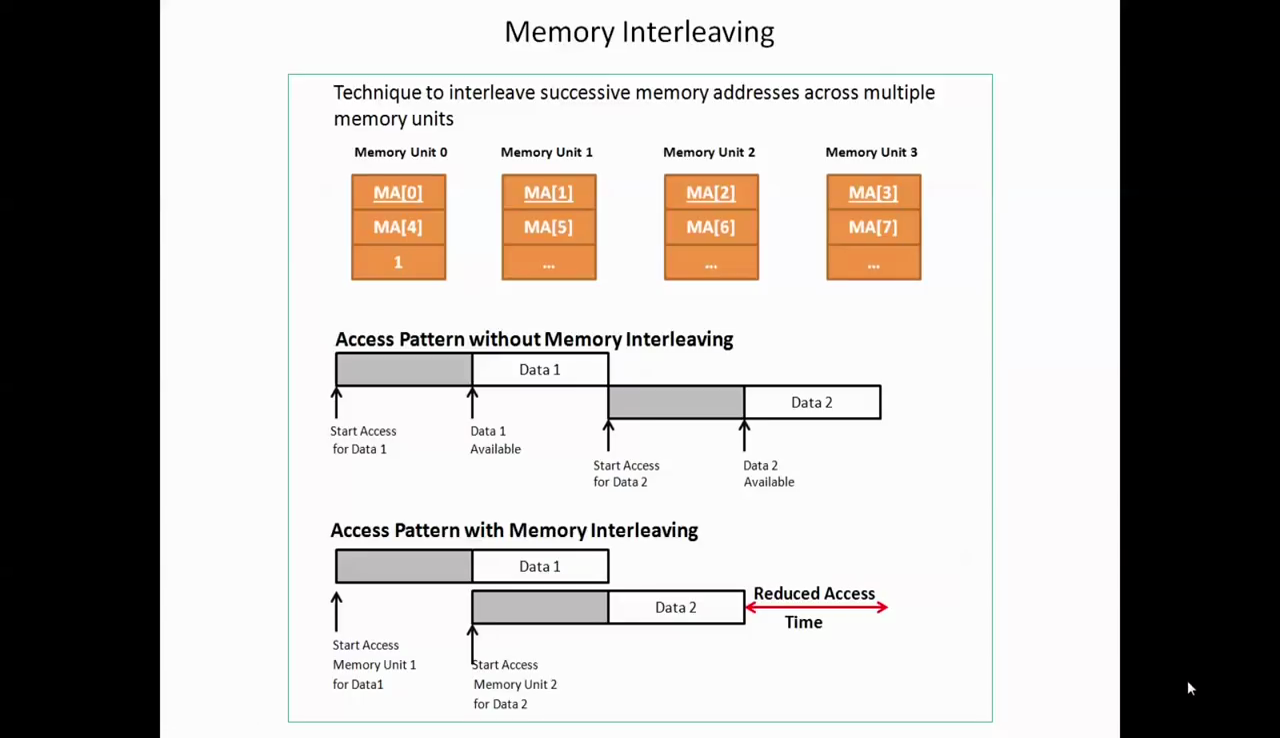 Memory Interleaving
Technique to interleave successive memory addresses across multiple
memory units
Memory Unit 0 Memory Unit 1 Memory Unit 2 Memory Unit 3
MA[0] MA[1] MA[2] MA[3]
MA[4] MA[5] MA[6] MA[7]
1 ... ... ...
Access Pattern without Memory Interleaving
Data 1
Data 2
Start Access
for Data 1
Data 1
Available
Start Access
for Data 2
Data 2
Available
Access Pattern with Memory Interleaving
Data 1
Data 2
Reduced Access
Time
Start Access
Memory Unit 1
for Data1
Start Access
Memory Unit 2
for Data 2